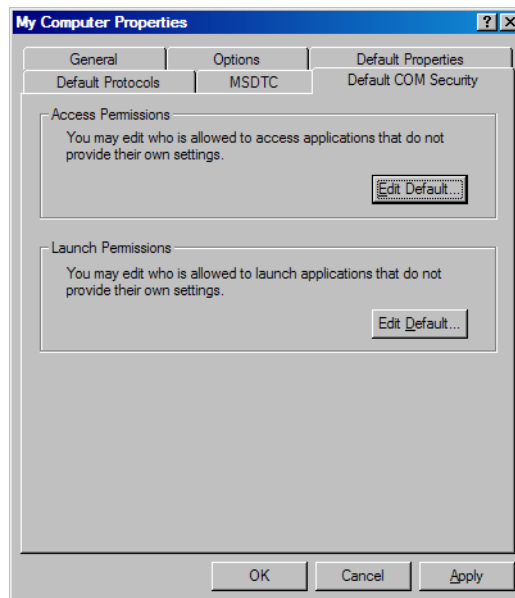 My Computer Properties
General Options Default Properties
Default Protocols MSDTC Default COM Security
Access Permissions
You may edit who is allowed to access applications that do not
provide their own settings.
Edit Default...
Launch Permissions
You may edit who is allowed to launch applications that do not
provide their own settings.
Edit Default...
OK Cancel Apply